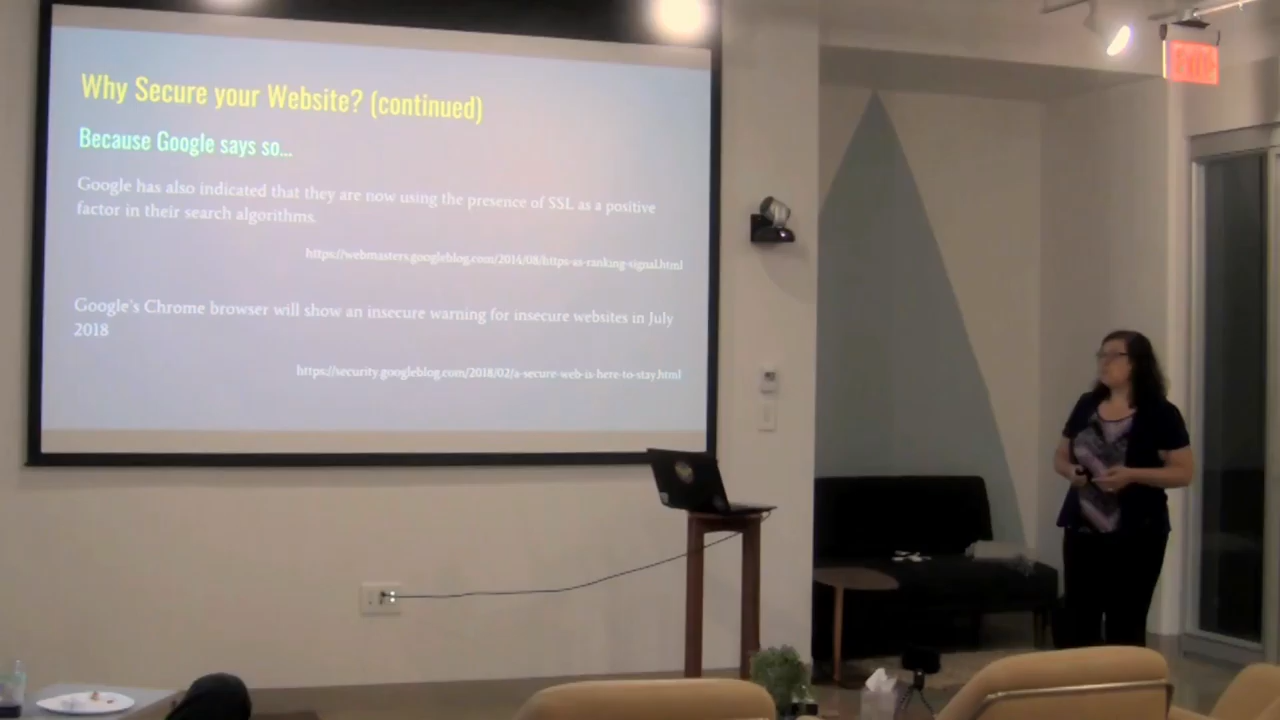 Why Secure your Website? (continued)
Because Google says so...
Google has also indicated that they are now using the presence of SSL as a positive
factor in their search algorithms.
https://webmasters.googleblog.com/2014/08/https-as-ranking-signal.html
Google's Chrome browser will show an insecure warning for insecure websites in July
2018
https://security.googleblog.com/2018/02/a-secure-web-is-here-to-stay.html
EXIT